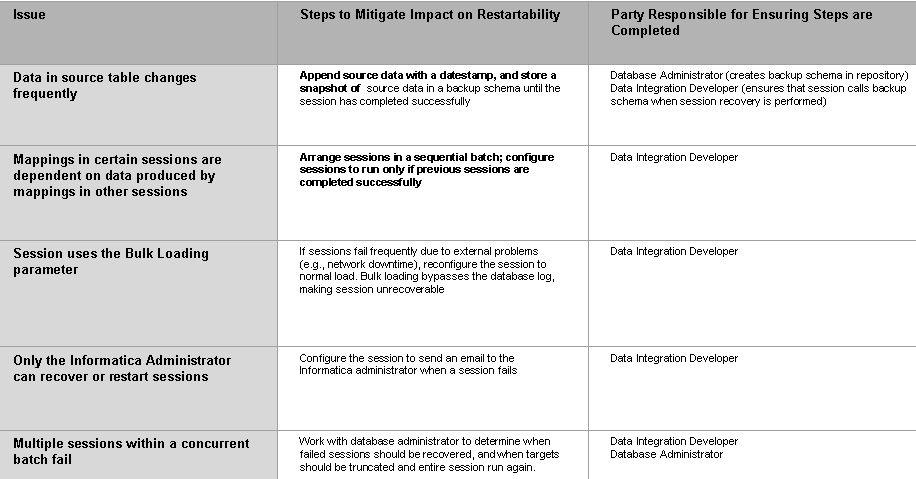 Issue
Steps to Mitigate Impact on Restartability
Party Responsible for Ensuring Steps are
Completed
Data in source table changes
frequently
Append source data with a datestamp, and store a
snapshot of source data in a backup schema until the
session has completed successfully
Database Administrator (creates backup schema in repository)
Data Integration Developer (ensures that session calls backup
schema when session recovery is performed)
Mappings in certain sessions are
dependent on data produced by
mappings in other sessions
Arrange sessions in a sequential batch; configure
sessions to run only if previous sessions are
completed successfully
Data Integration Developer
Session uses the Bulk Loading
parameter
If sessions fail frequently due to external problems
(e.g., network downtime), reconfigure the session to
normal load. Bulk loading bypasses the database log,
making session unrecoverable
Data Integration Developer
Only the Informatica Administrator
can recover or restart sessions
Configure the session to send an email to the
Informatica administrator when a session fails
Data Integration Developer
Multiple sessions within a concurrent
batch fail
Work with database administrator to determine when
failed sessions should be recovered, and when targets
should be truncated and entire session run again.
Data Integration Developer
Database Administrator